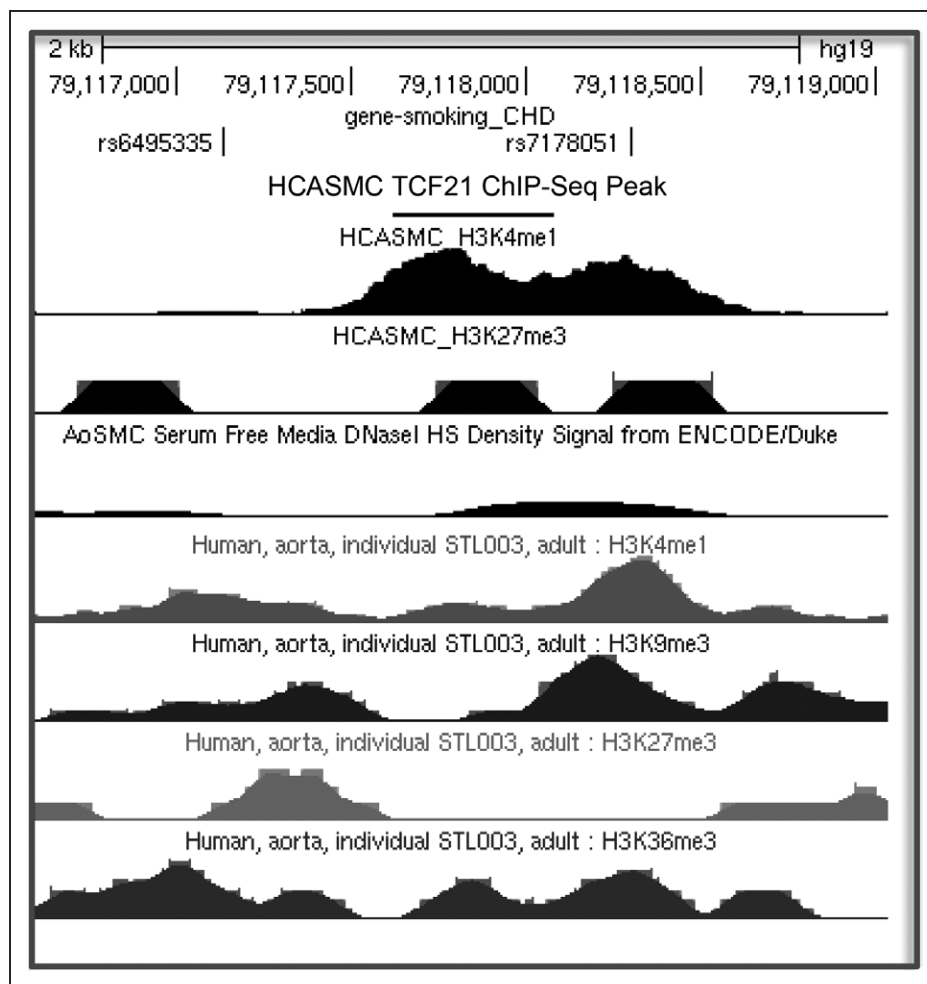 2 kb hg19
79,117,000 79,117,500 79,118,000 79,118,500 79,119,000
gene-smoking_CHD
rs6495335 rs7178051
HCASMC TCF21 ChIP-Seq Peak
HCASMC_H3K4me1
HCASMC_H3K27me3
AoSMC Serum Free Media DNaseI HS Density Signal from ENCODE/Duke
Human, aorta, individual STL003, adult : H3K4me1
Human, aorta, individual STL003, adult : H3K9me3
Human, aorta, individual STL003, adult : H3K27me3
Human, aorta, individual STL003, adult : H3K36me3